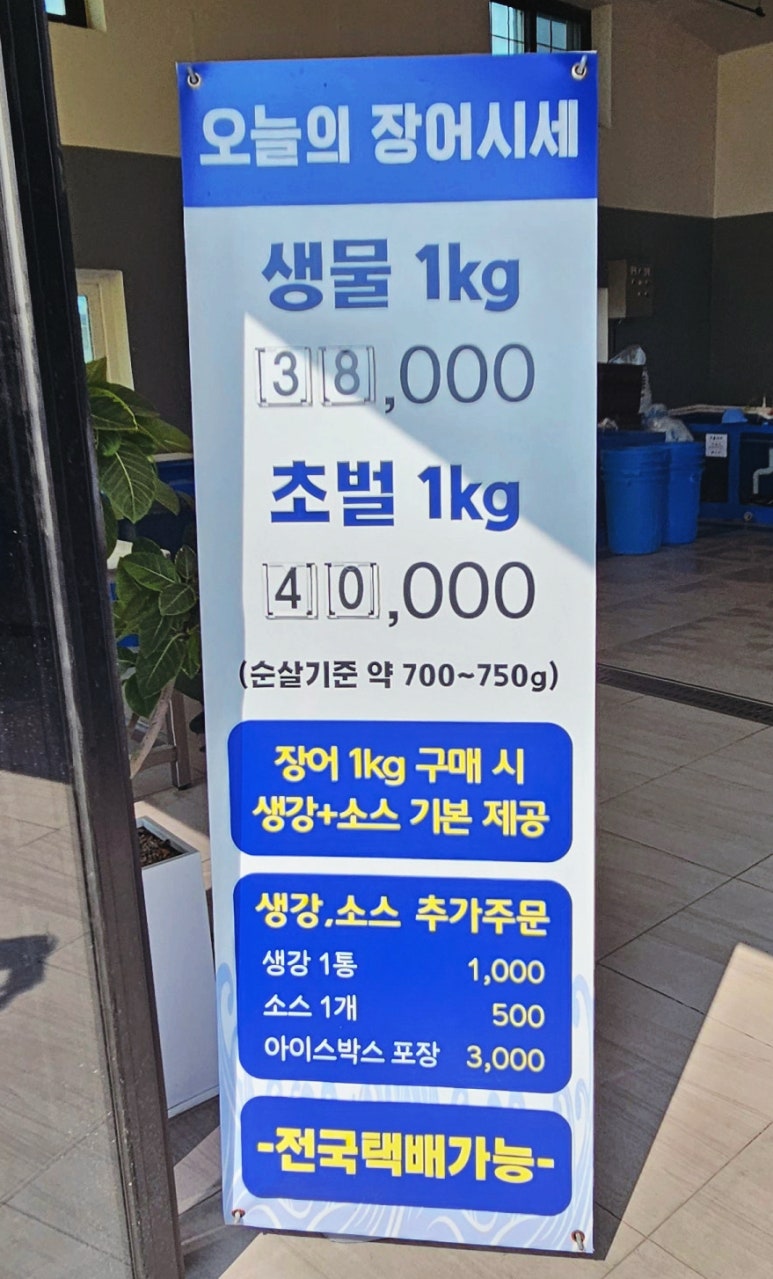 오늘의 장어시세
생물 1kg
38,000
초벌 1kg
40,000
(순살기준 약 700~750g)
장어 1kg 구매 시
생강+소스 기본 제공
생강,소스 추가주문
생강 1통 1,000
소스 1개 500
아이스박스 포장 3,000
-전국택배가능-